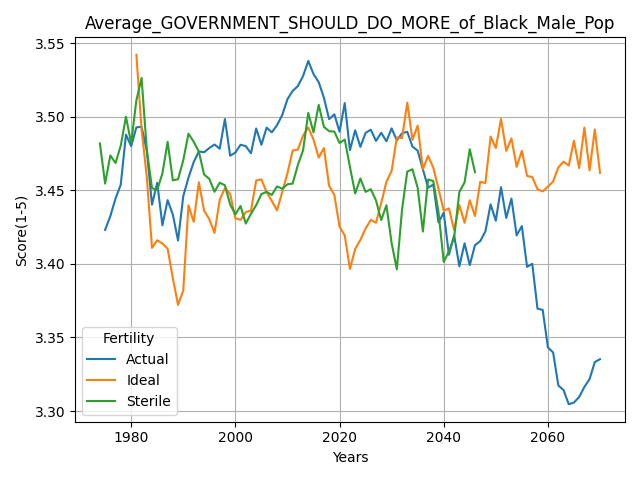 Average_GOVERNMENT_SHOULD_DO_MORE_of_Black_Male_Pop
3.55
3.50
3.45
3.40
3.35
3.30
Score(1-5)
Fertility
Actual
Ideal
Sterile
1980 2000 2020 2040 2060
Years